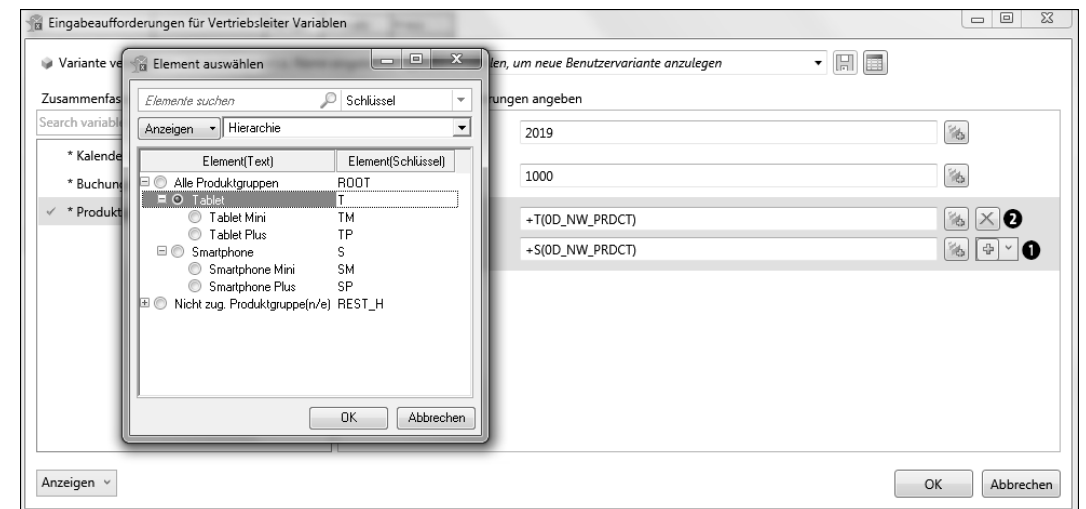 Eingabeaufforderungen für Vertriebsleiter Variablen
Variante ve
len, um neue Benutzervariante anzulegen
Zusammenfas
rungen angeben
Search variabl
* Kalende
2019
* Buchung
1000
* Produkt
+T(0D_NW_PRDCT)
2
+S(0D_NW_PRDCT)
1
Element auswählen
Elemente suchen
Schlüssel
Anzeigen
Hierarchie
Element(Text) Element(Schlüssel)
Alle Produktgruppen ROOT
Tablet T
Tablet Mini TM
Tablet Plus TP
Smartphone S
Smartphone Mini SM
Smartphone Plus SP
Nicht zug. Produktgruppe(n/e) REST_H
OK Abbrechen
Anzeigen
OK Abbrechen